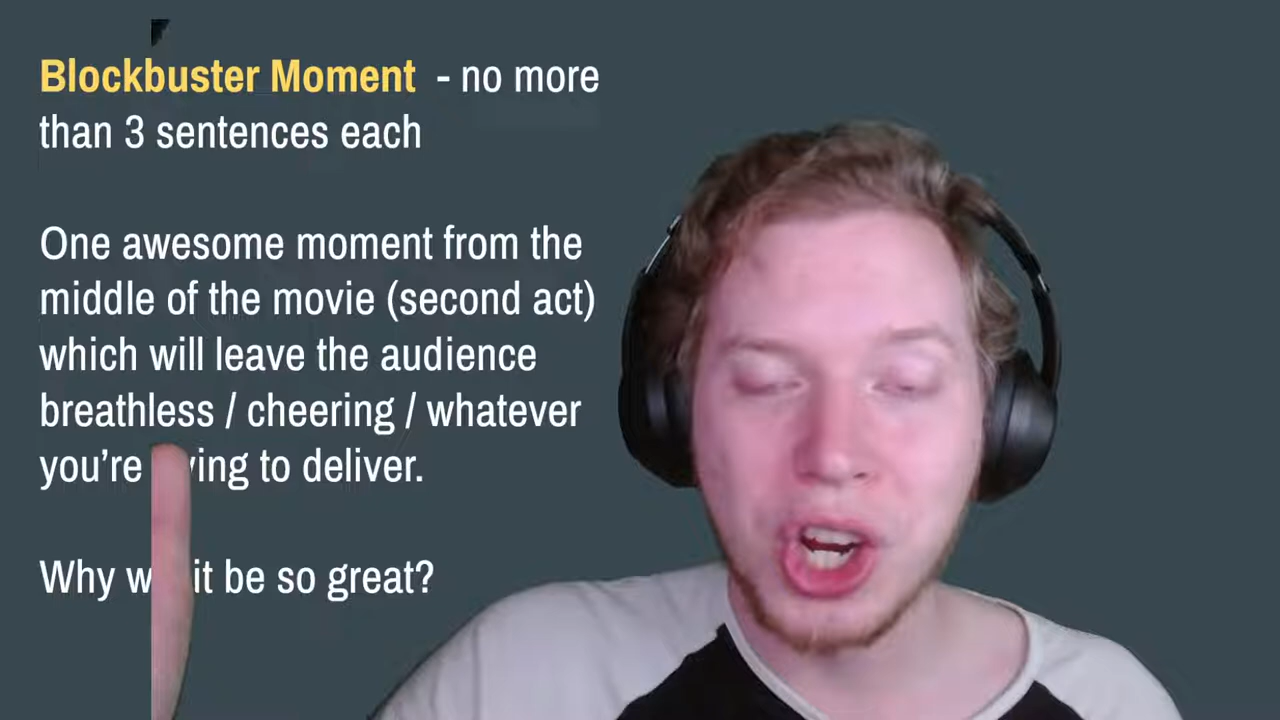 Blockbuster Moment - no more
than 3 sentences each
One awesome moment from the
middle of the movie (second act)
which will leave the audience
breathless / cheering / whatever
you're ying to deliver.
Why w it be so great?